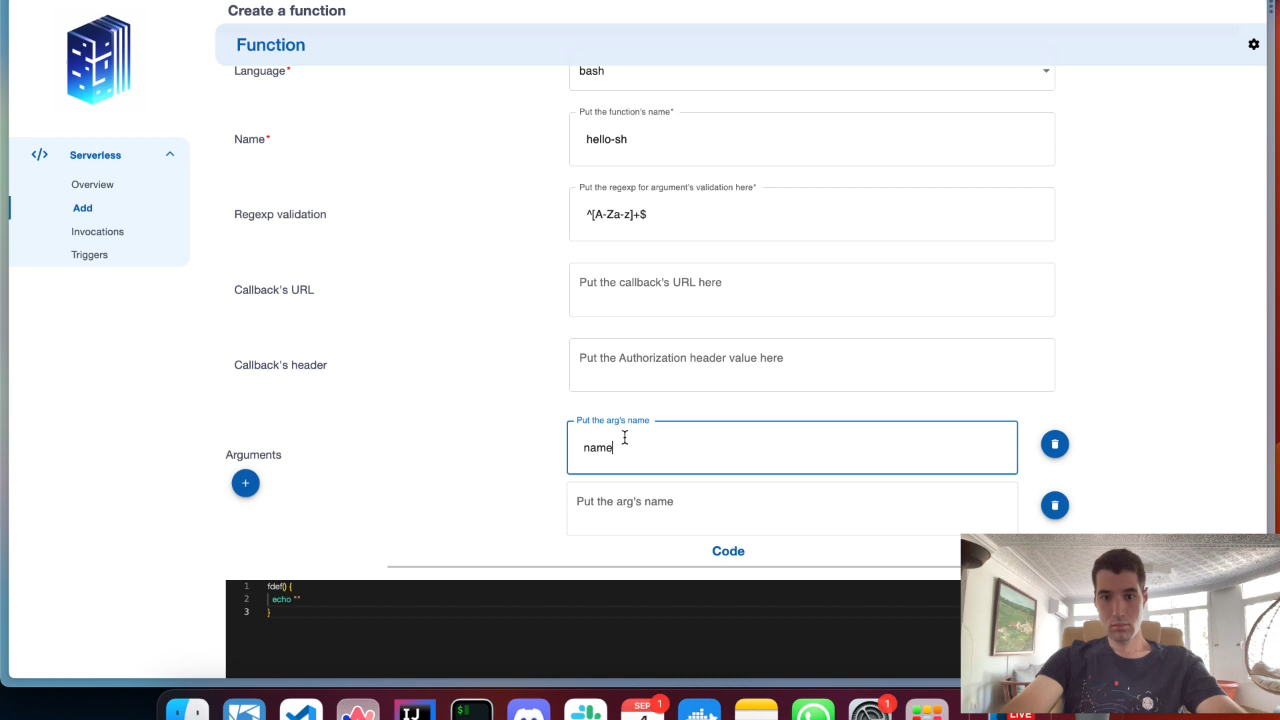 Create a function
Function
Language*
bash
Put the function's name*
Name*
hello-sh
Put the regexp for argument's validation here*
Regexp validation
^[A-Za-z]+$
Callback's URL
Put the callback's URL here
Callback's header
Put the Authorization header value here
Put the arg's name
name
Arguments
+
Put the arg's name
Code
1 fdef() {
2 echo ""
3 }
Serverless
Overview
Add
Invocations
Triggers
SEP
1
4
1
IJ
$
LIVE